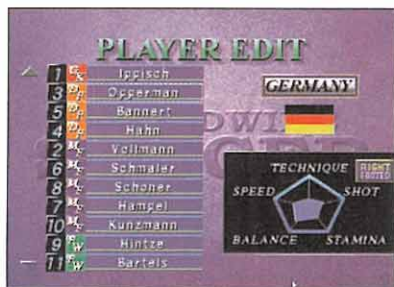 PLAYER EDIT
1 GK Ippisch
3 DF Opperman
5 DF Bannert
4 DF Hahn
2 MF Vollmann
6 MF Schmaler
8 MF Schoner
7 MF Hampel
10 MF Kunzmann
9 FW Hintze
11 FW Bartels
GERMANY
TECHNIQUE
RIGHT FOOTED
SPEED
SHOT
BALANCE
STAMINA